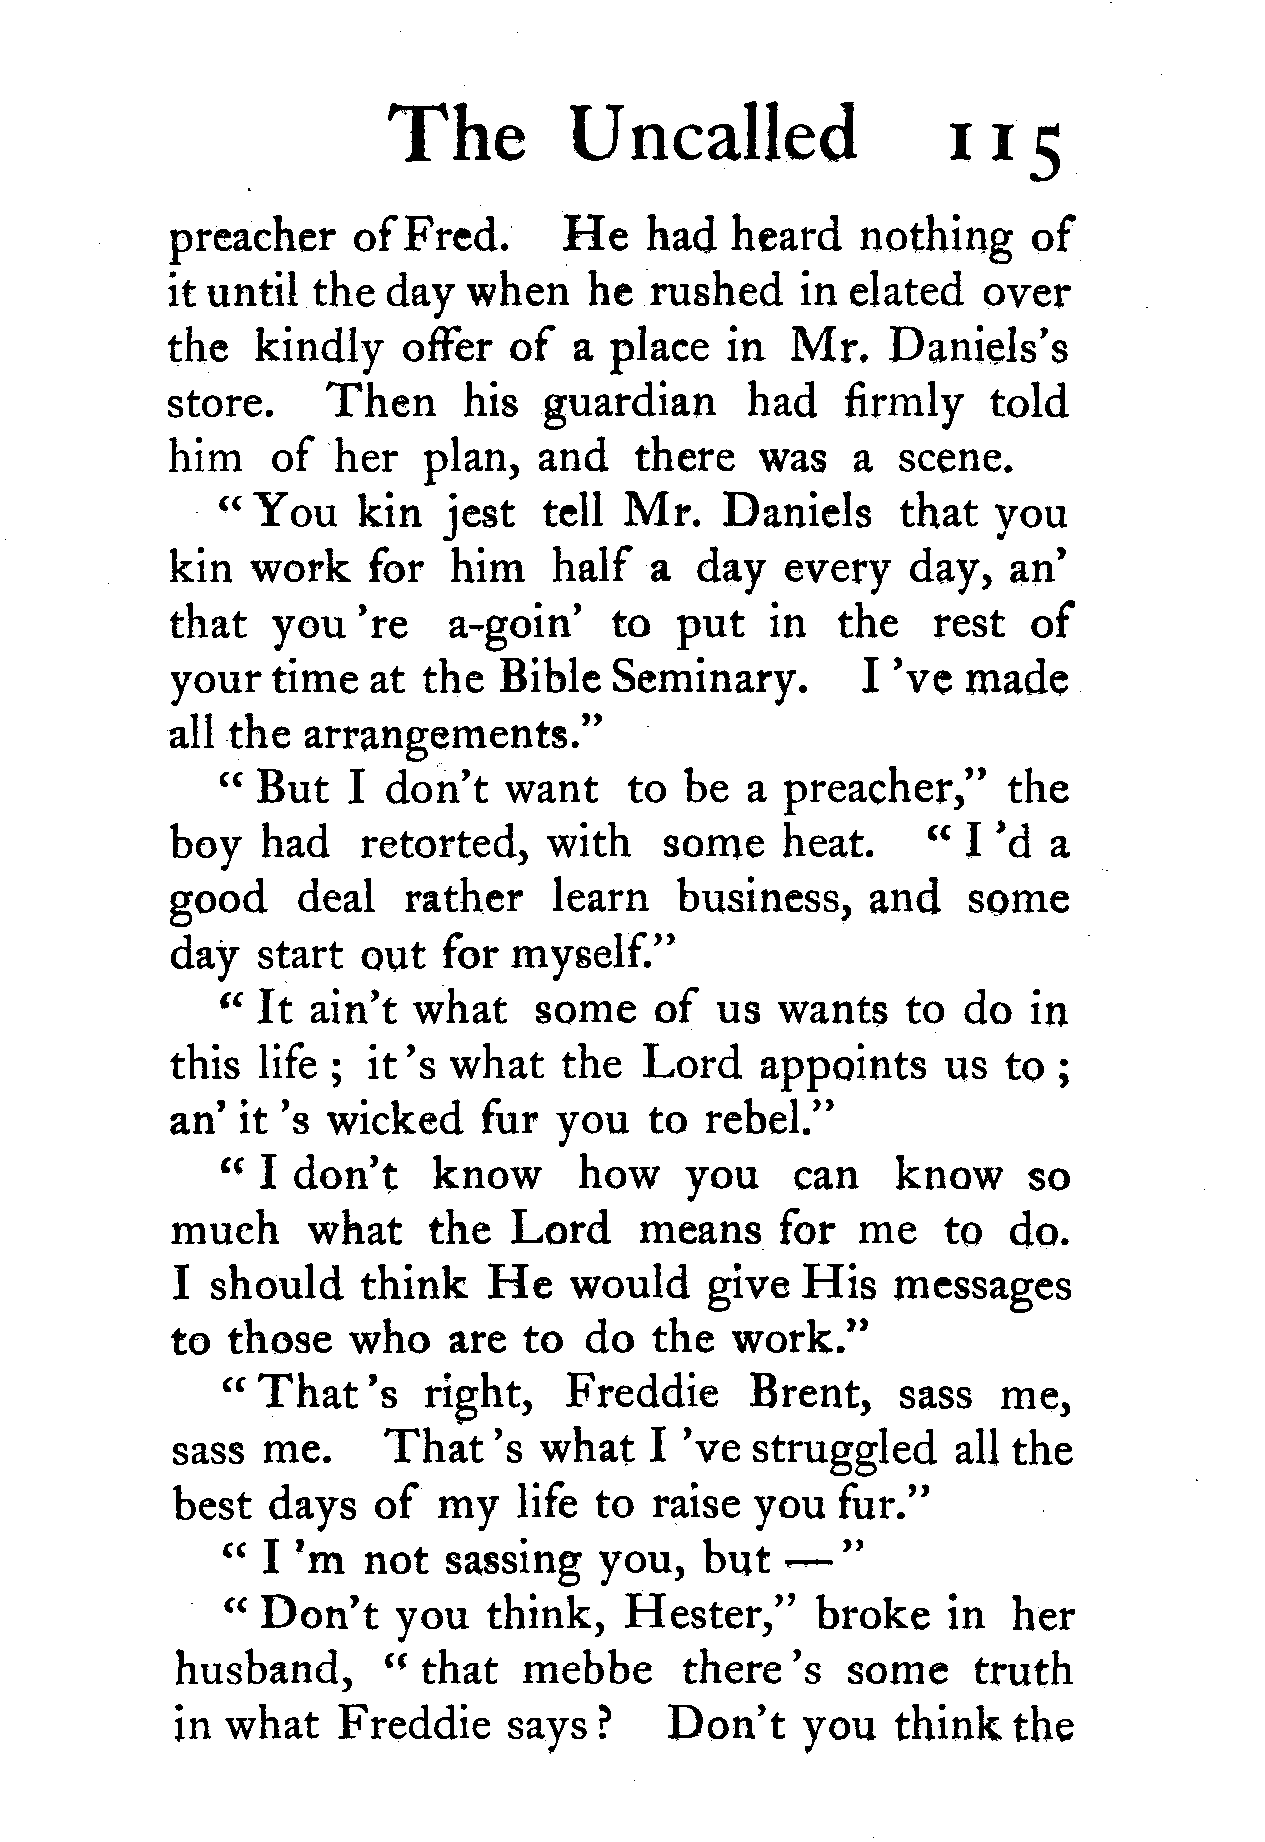 The Uncalled 115
preacher of Fred. He had heard nothing of
it until the day when he rushed in elated over
the kindly offer of a place in Mr. Daniels's
store. Then his guardian had firmly told
him of her plan, and there was a scene.
"You kin jest tell Mr. Daniels that you
kin work for him half a day every day, an'
that you 're a-goin' to put in the rest of
your time at the Bible Seminary. I 've made
all the arrangements."
"But I don't want to be a preacher," the
boy had retorted, with some heat. "I 'd a
good deal rather learn business, and some
day start out for myself."
"It ain't what some of us wants to do in
this life; it 's what the Lord appoints us to;
an' it 's wicked fur you to rebel."
"I don't know how you can know so
much what the Lord means for me to do.
I should think He would give His messages
to those who are to do the work."
"That 's right, Freddie Brent, sass me,
sass me. That 's what I 've struggled all the
best days of my life to raise you fur."
"I 'm not sassing you, but —"
"Don't you think, Hester," broke in her
husband, "that mebbe there 's some truth
in what Freddie says? Don't you think the